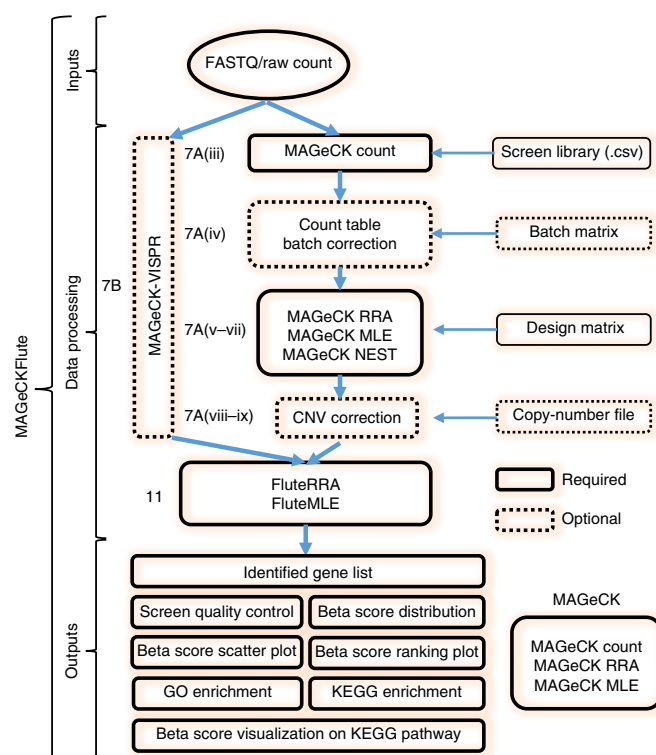 MAGeCKFlute
Inputs
FASTQ/raw count
Data processing
7B
MAGeCK-VISPR
7A(iii)
MAGeCK count
Screen library (.csv)
7A(iv)
Count table
batch correction
Batch matrix
7A(v–vii)
MAGeCK RRA
MAGeCK MLE
MAGeCK NEST
Design matrix
7A(viii–ix)
CNV correction
Copy-number file
11
FluteRRA
FluteMLE
Required
Optional
Outputs
Identified gene list
Screen quality control
Beta score distribution
Beta score scatter plot
Beta score ranking plot
GO enrichment
KEGG enrichment
Beta score visualization on KEGG pathway
MAGeCK
MAGeCK count
MAGeCK RRA
MAGeCK MLE